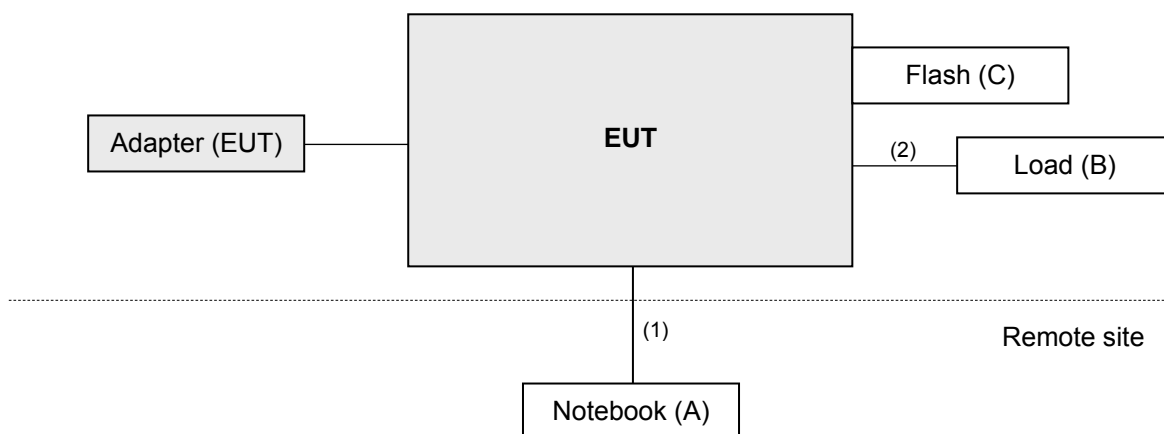 Flash (C)
Adapter (EUT)
EUT
(2)
Load (B)
(1)
Remote site
Notebook (A)